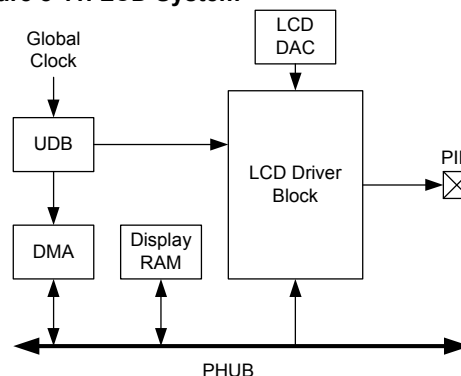 LCD System
Global
Clock
LCD
DAC
UDB
LCD Driver
Block
DMA
Display
RAM
PHUB